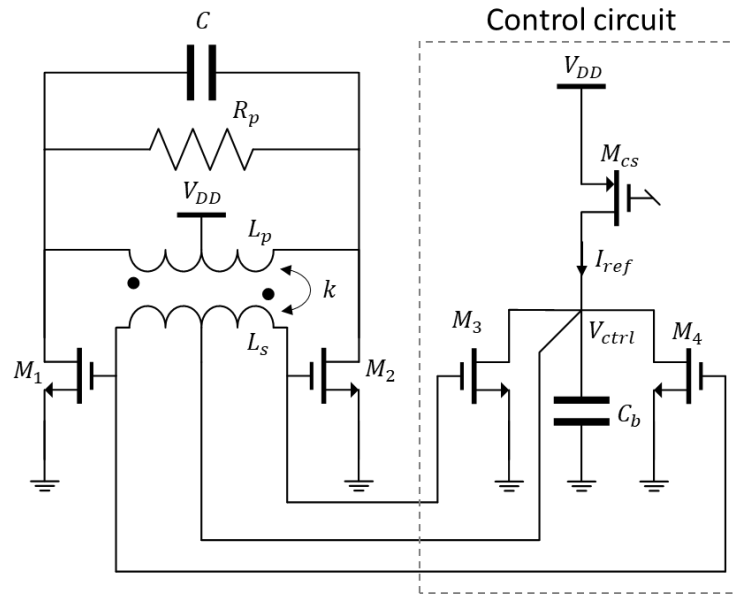 Control circuit
C
V_DD
R_p
M_cs
V_DD
L_p
I_ref
k
M_3
V_ctrl
M_4
L_s
M_1
M_2
C_b